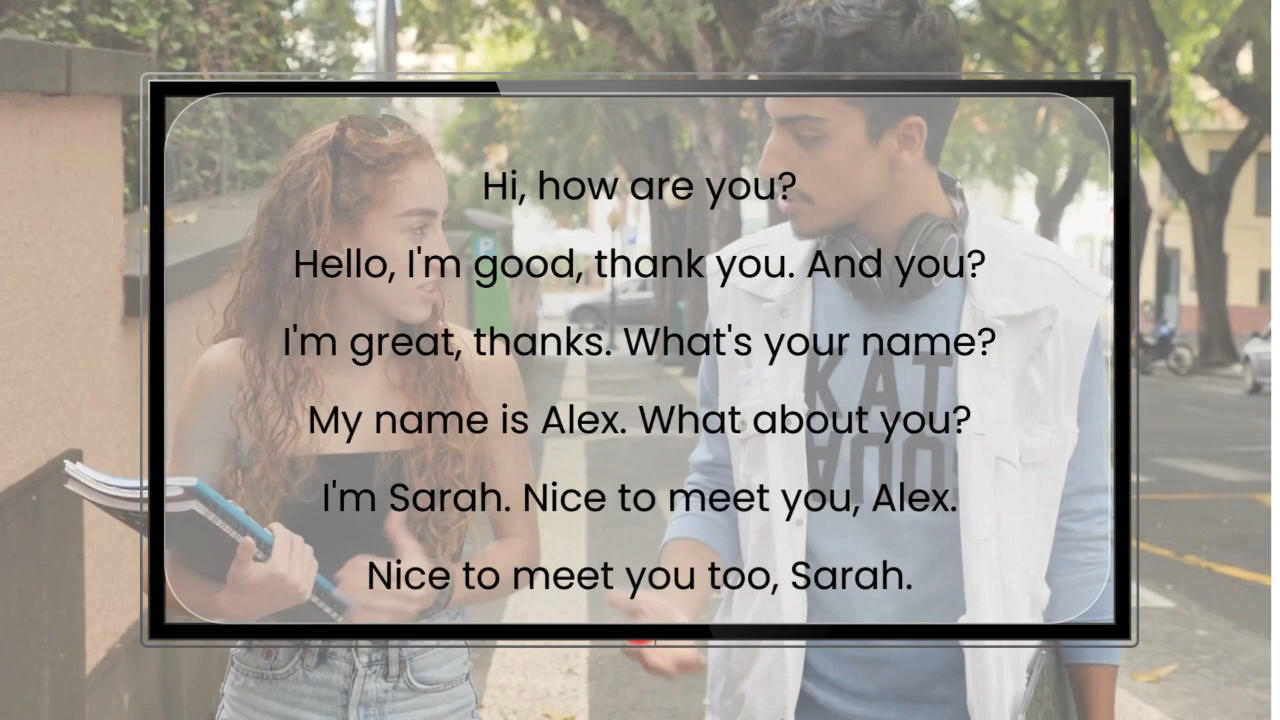 Hi, how are you?
Hello, I'm good, thank you. And you?
I'm great, thanks. What's your name?
My name is Alex. What about you?
I'm Sarah. Nice to meet you, Alex.
Nice to meet you too, Sarah.
KAT
P